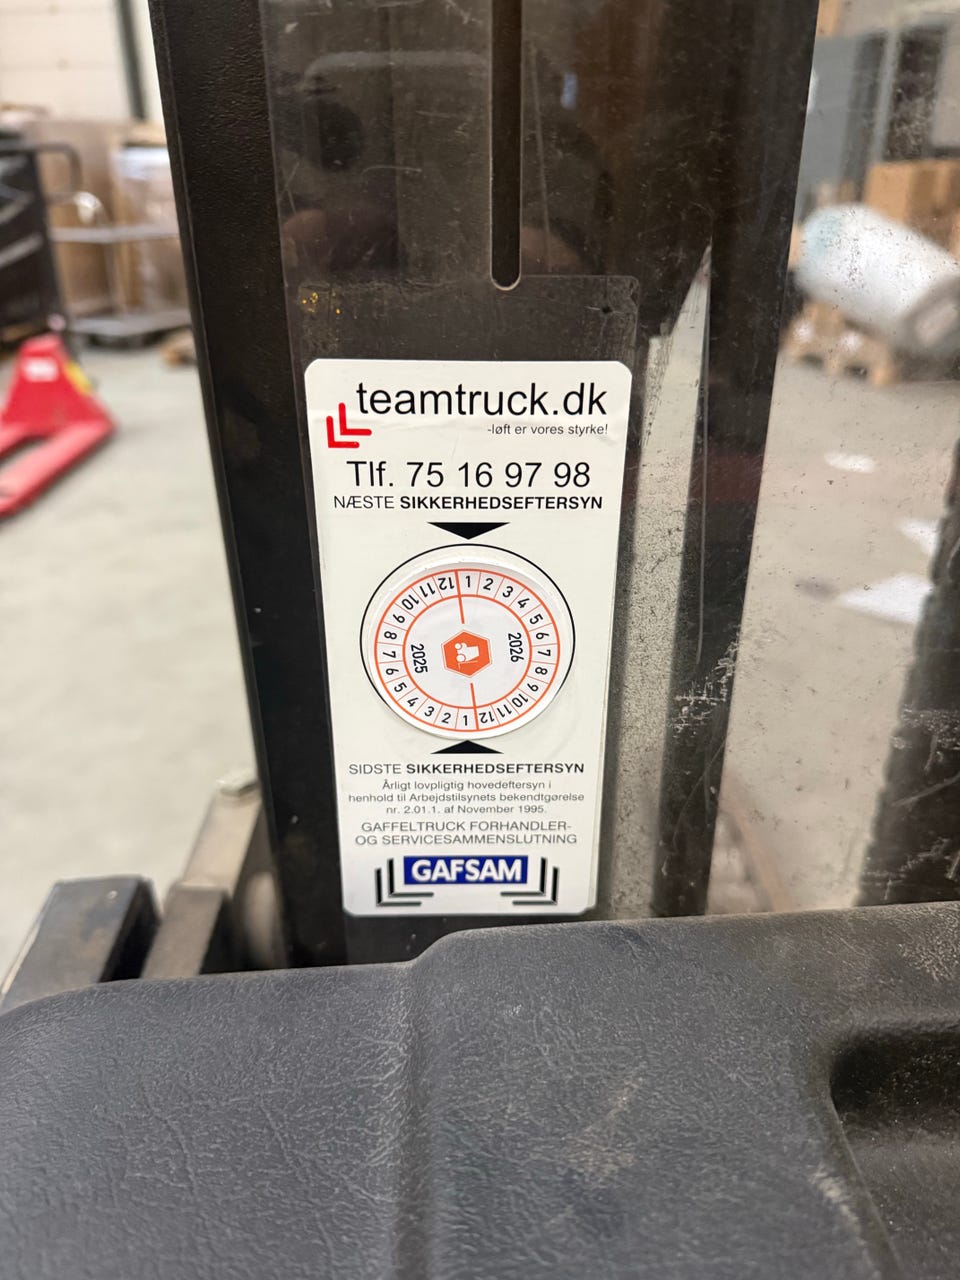 teamtruck.dk
-løft er vores styrke!
Tlf. 75 16 97 98
NÆSTE SIKKERHEDSEFTERSYN
1 2 3 4 5 6 7 8 9 10 11 12
2026
1 2 3 4 5 6 7 8 9 10 11 12
2025
SIDSTE SIKKERHEDSEFTERSYN
Årligt lovpligtig hovedeftersyn i
henhold til Arbejdstilsynets bekendtgørelse
nr. 2.01.1. af November 1995.
GAFFELTRUCK FORHANDLER-
OG SERVICESAMMENSLUTNING
GAFSAM